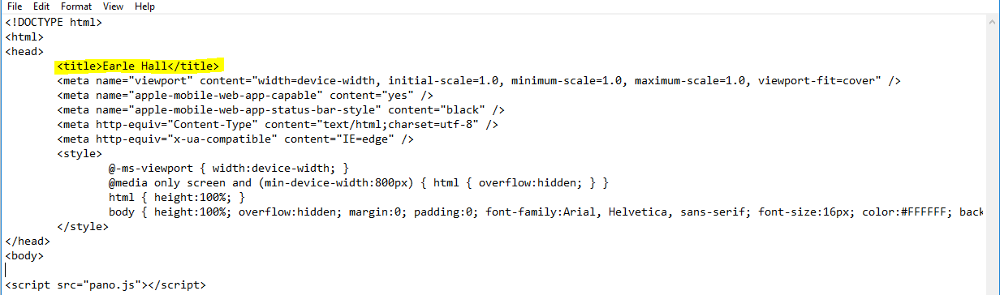 File Edit Format View Help
<!DOCTYPE html>
<html>
<head>
<title>Earle Hall</title>
<meta name="viewport" content="width=device-width, initial-scale=1.0, minimum-scale=1.0, maximum-scale=1.0, viewport-fit=cover" />
<meta name="apple-mobile-web-app-capable" content="yes" />
<meta name="apple-mobile-web-app-status-bar-style" content="black" />
<meta http-equiv="Content-Type" content="text/html;charset=utf-8" />
<meta http-equiv="x-ua-compatible" content="IE=edge" />
<style>
@-ms-viewport { width:device-width; }
@media only screen and (min-device-width:800px) { html { overflow:hidden; } }
html { height:100%; }
body { height:100%; overflow:hidden; margin:0; padding:0; font-family:Arial, Helvetica, sans-serif; font-size:16px; color:#FFFFFF; back
</style>
</head>
<body>
<script src="pano.js"></script>